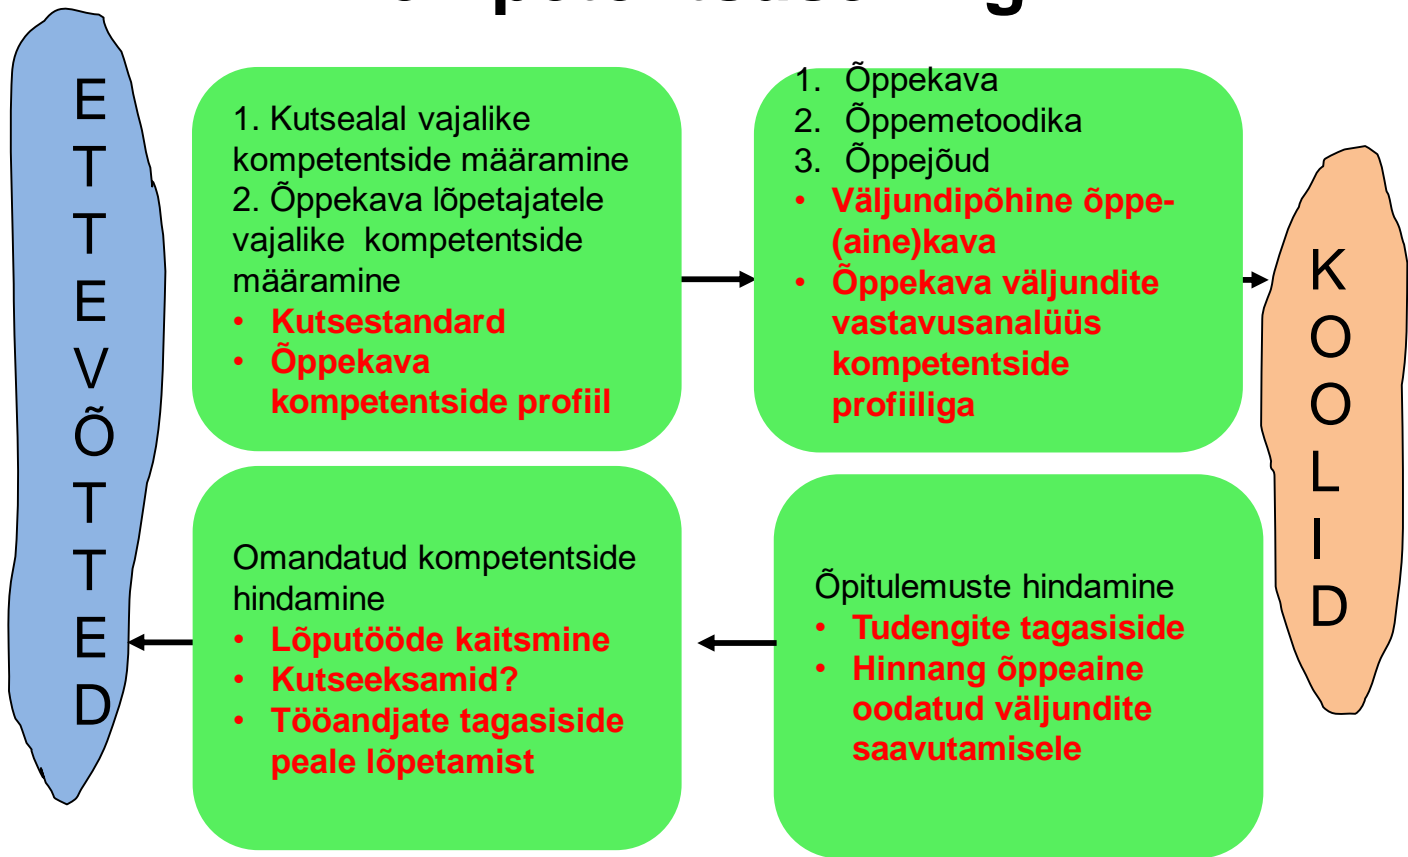 ETTEVÕTTED
1. Kutsealal vajalike
kompetentside määramine
2. Õppekava lõpetajatele
vajalike kompetentside
määramine
• Kutsestandard
• Õppekava
kompetentside profiil
1. Õppekava
2. Õppemetoodika
3. Õppejõud
• Väljundipõhine õppe-
(aine)kava
• Õppekava väljundite
vastavusanalüüs
kompetentside
profiiliga
KOOLID
Omandatud kompetentside
hindamine
• Lõputööde kaitsmine
• Kutseeksamid?
• Tööandjate tagasiside
peale lõpetamist
Õpitulemuste hindamine
• Tudengite tagasiside
• Hinnang õppeaine
oodatud väljundite
saavutamisele